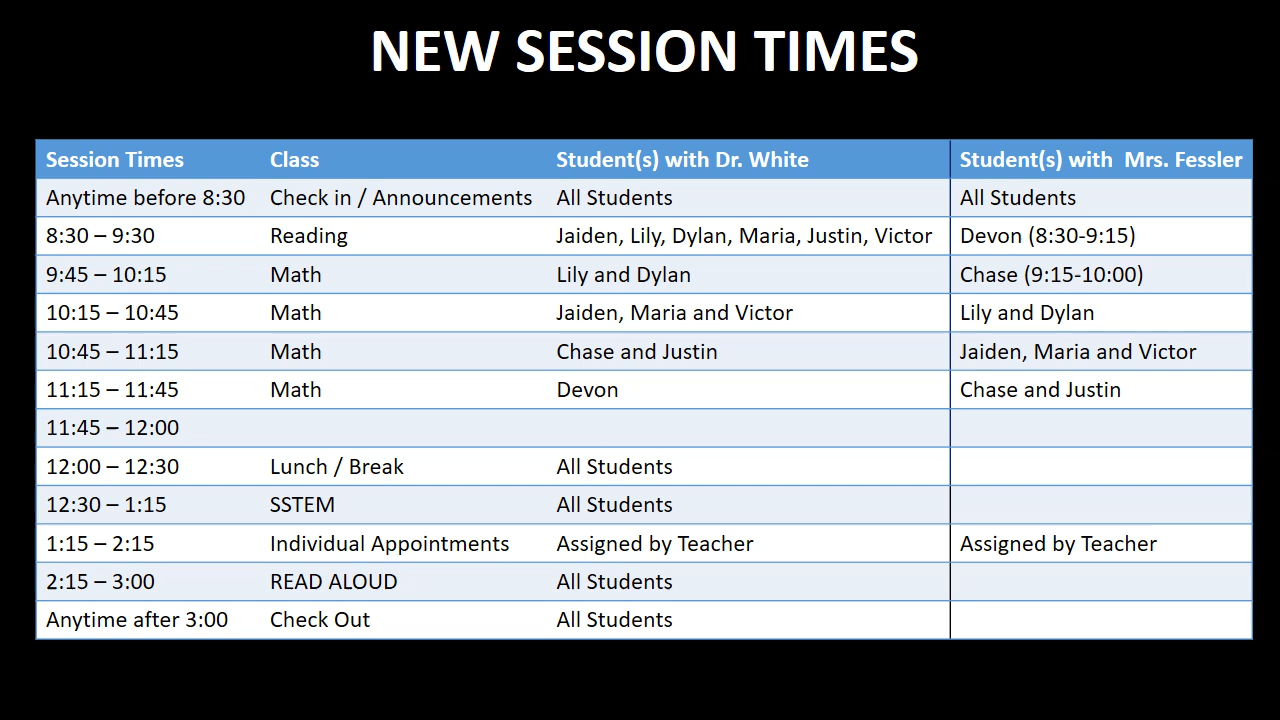 NEW SESSION TIMES
Session Times Class Student(s) with Dr. White Student(s) with  Mrs. Fessler
Anytime before 8:30 Check in / Announcements All Students All Students
8:30 – 9:30 Reading Jaiden, Lily, Dylan, Maria, Justin, Victor Devon (8:30-9:15)
9:45 – 10:15 Math Lily and Dylan Chase (9:15-10:00)
10:15 – 10:45 Math Jaiden, Maria and Victor Lily and Dylan
10:45 – 11:15 Math Chase and Justin Jaiden, Maria and Victor
11:15 – 11:45 Math Devon Chase and Justin
11:45 – 12:00
12:00 – 12:30 Lunch / Break All Students
12:30 – 1:15 SSTEM All Students
1:15 – 2:15 Individual Appointments Assigned by Teacher Assigned by Teacher
2:15 – 3:00 READ ALOUD All Students
Anytime after 3:00 Check Out All Students